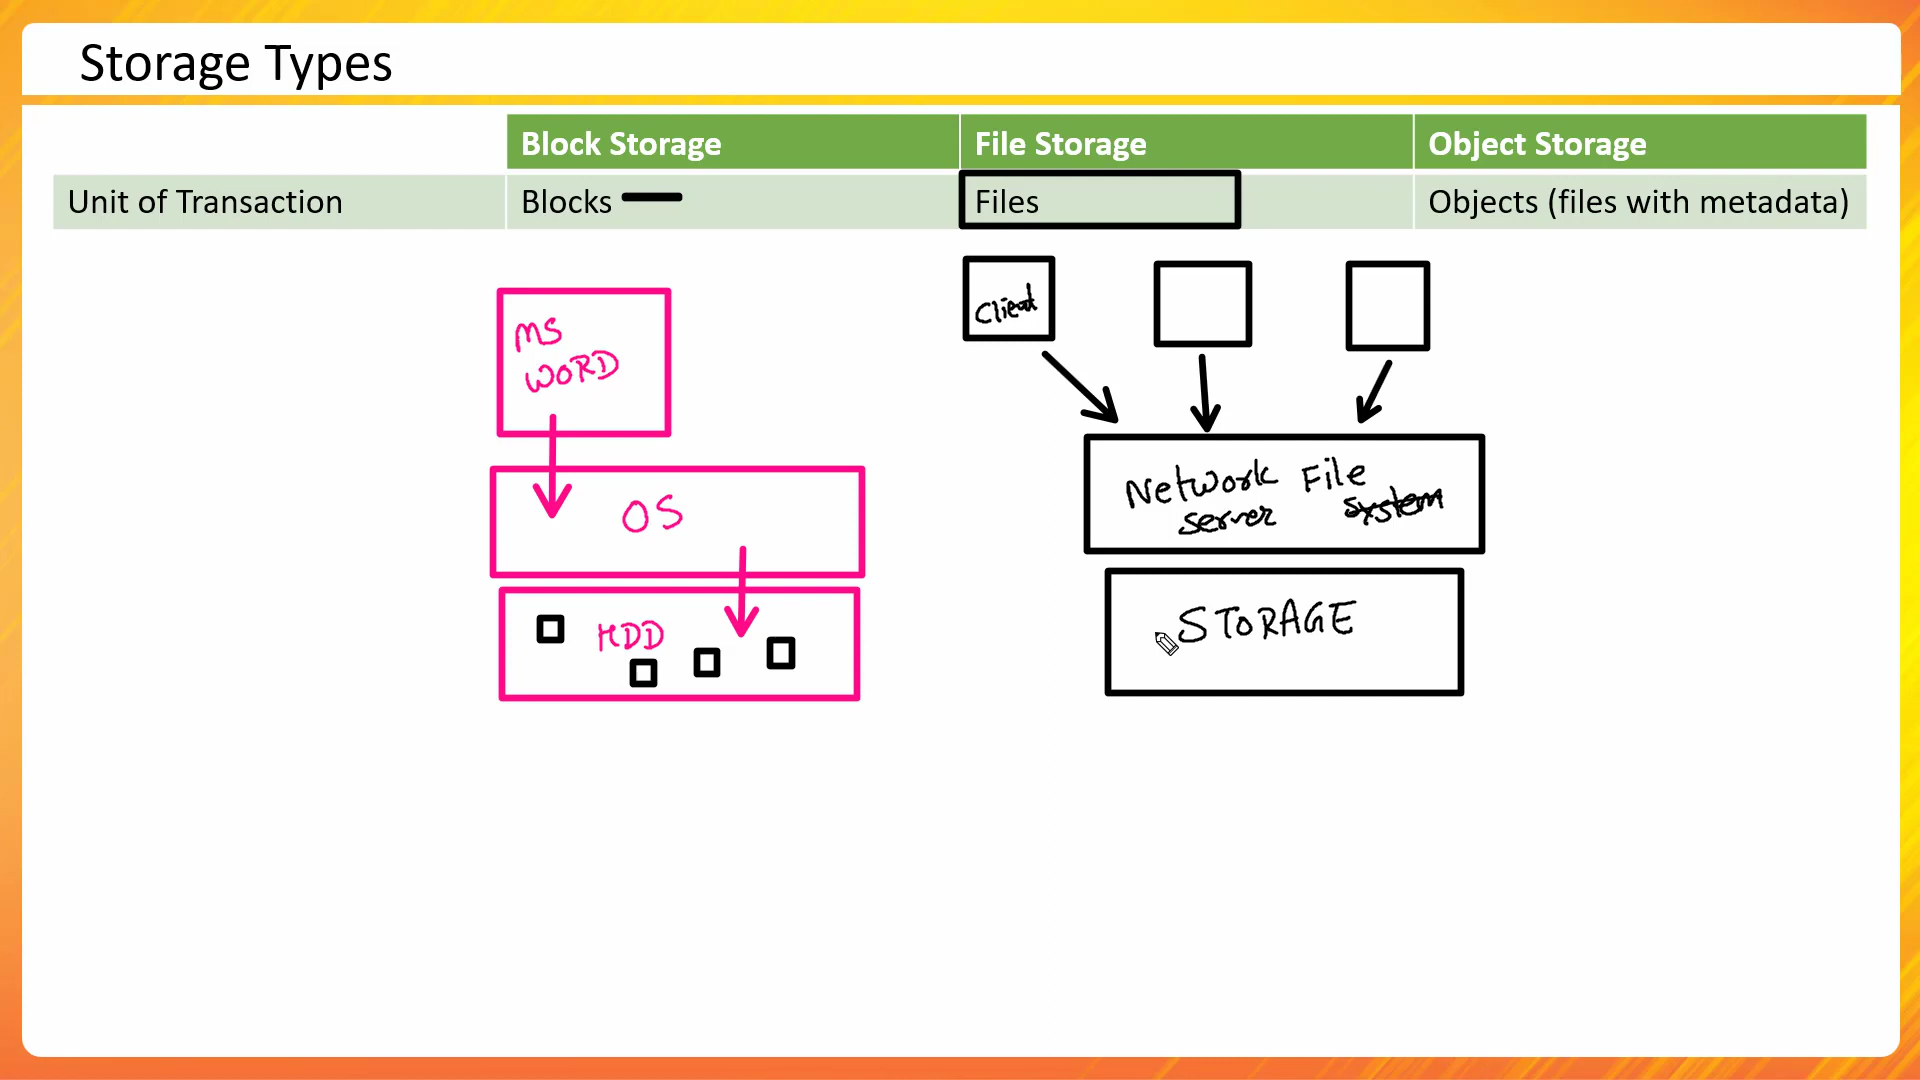 Storage Types
Block Storage File Storage Object Storage
Unit of Transaction Blocks Files Objects (files with metadata)
MS
WORD
OS
HDD
Client
Network File
server system
STORAGE